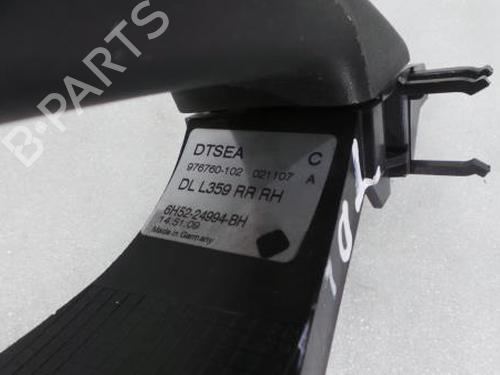 B-PARTS
DTSEA C
976760-102 021107 A
DL L359 RR RH
6H52-24994-BH
14:51:09
Made in Germany